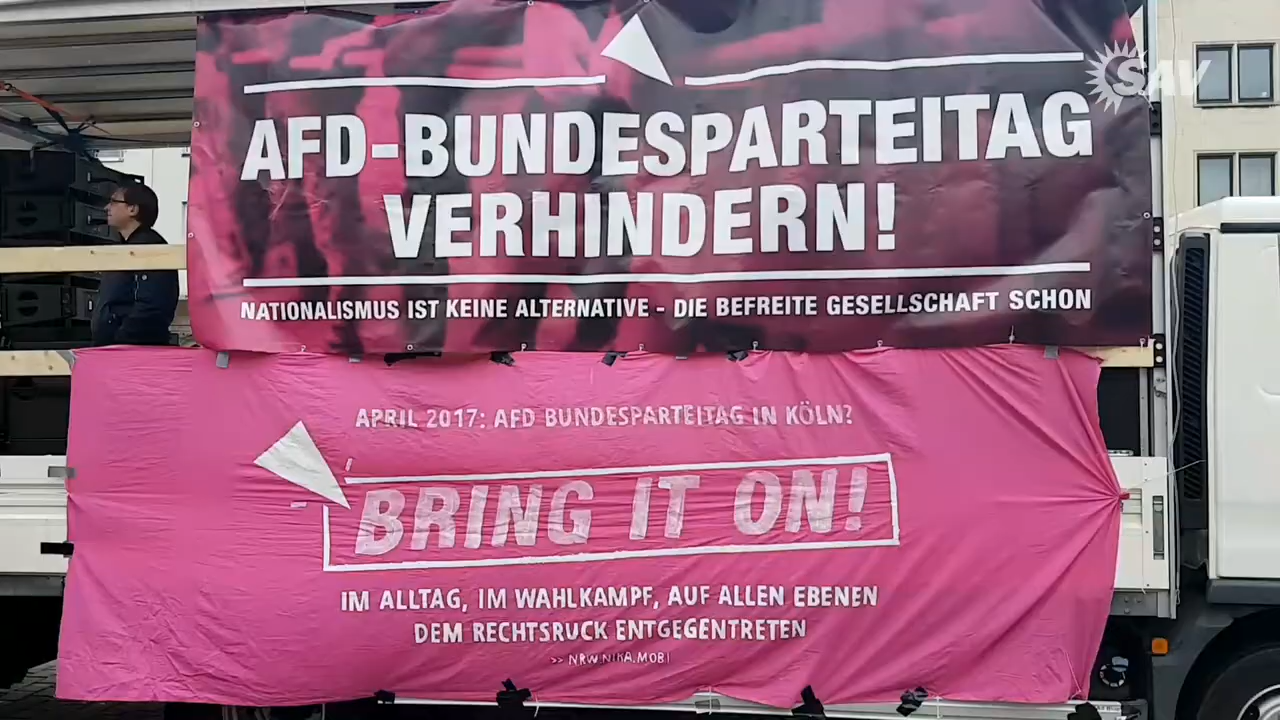 SAV
AFD-BUNDESPARTEITAG
VERHINDERN!
NATIONALISMUS IST KEINE ALTERNATIVE - DIE BEFREITE GESELLSCHAFT SCHON
APRIL 2017: AFD BUNDESPARTEITAG IN KÖLN?
BRING IT ON!
IM ALLTAG, IM WAHLKAMPF, AUF ALLEN EBENEN
DEM RECHTSRUCK ENTGEGENTRETEN
>> NRW.NIKA.MOBI